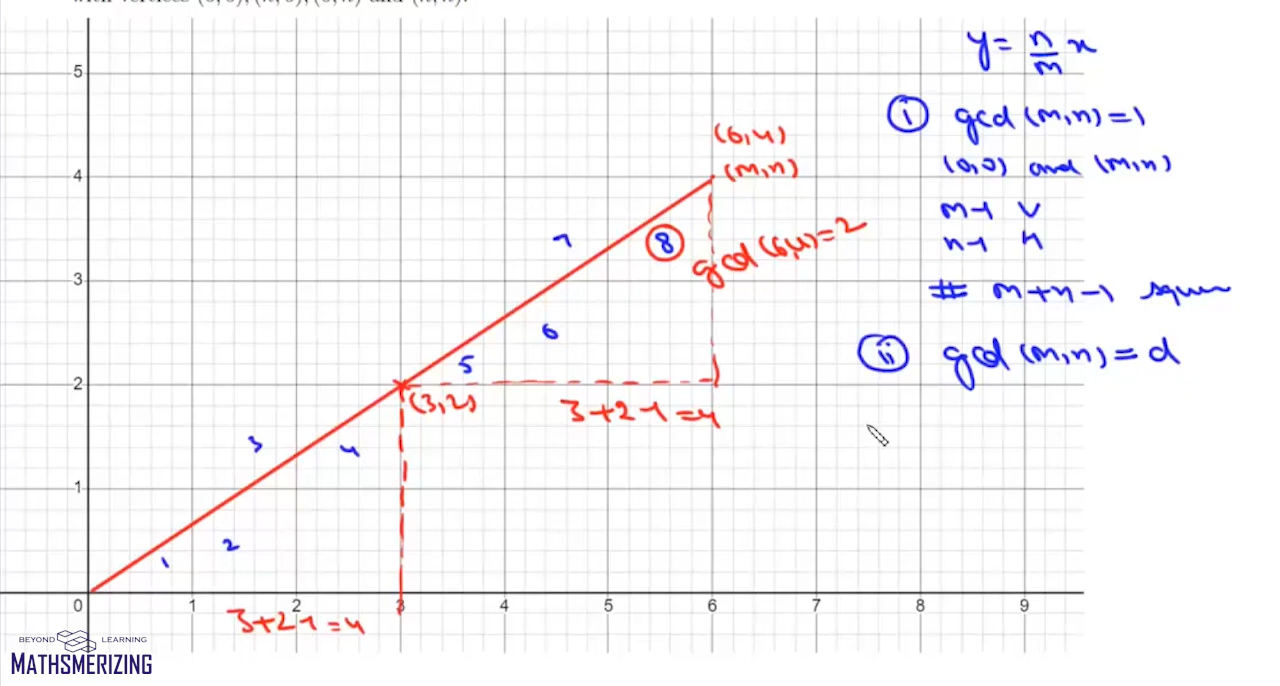 y = n/m x
5
(i) gcd (m,n) = 1
(6,4)
(m,n)
(0,0) and (m,n)
4
m-1 V
n-1 H
7
8
gcd(6,4)=2
3
# m+n-1
(ii) gcd (m,n) = d
6
5
2
(3,2)
3+2-1=4
3
4
1
2
1
0 1 2 3 4 5 6 7 8 9
3+2-1=4
BEYOND LEARNING
MATHSMERIZING